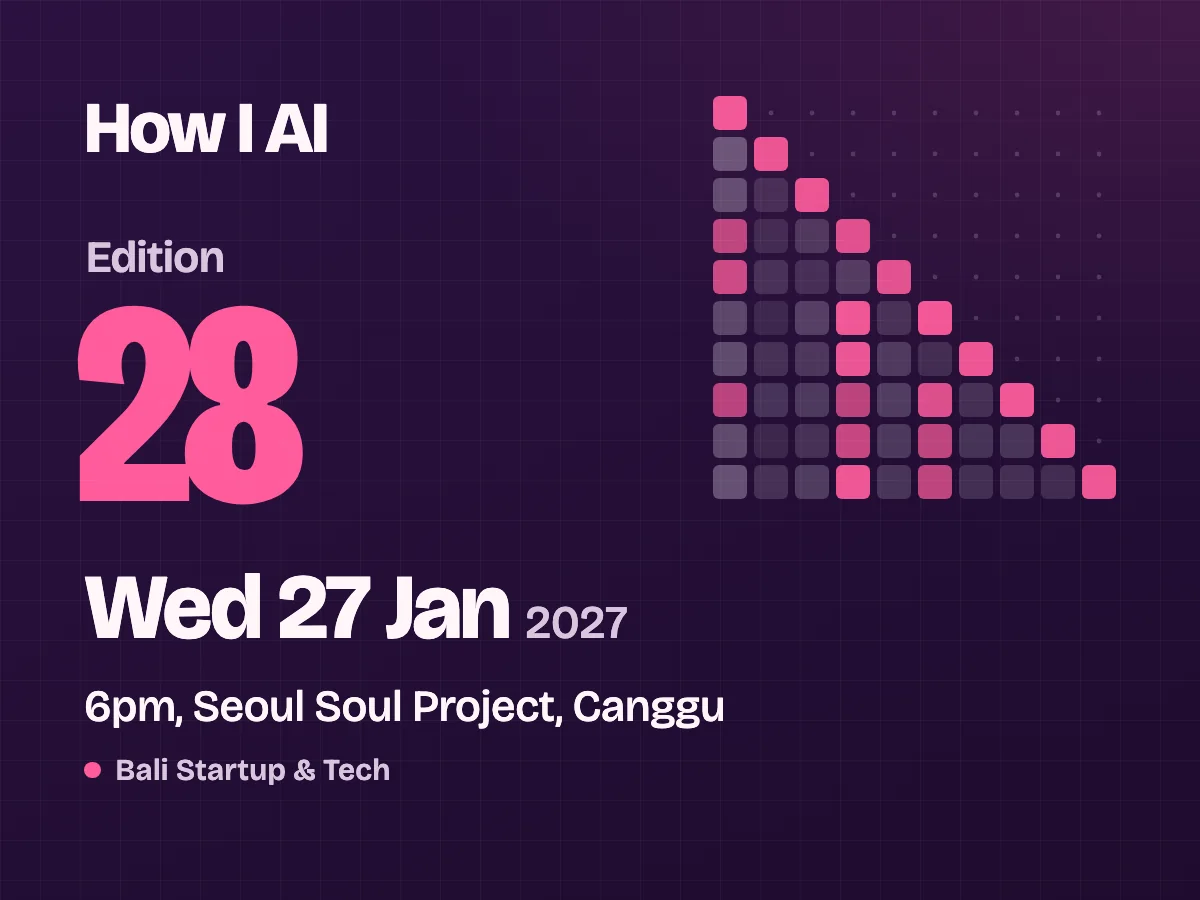 How I AI
Edition
28
Wed 27 Jan 2027
6pm, Seoul Soul Project, Canggu
Bali Startup & Tech